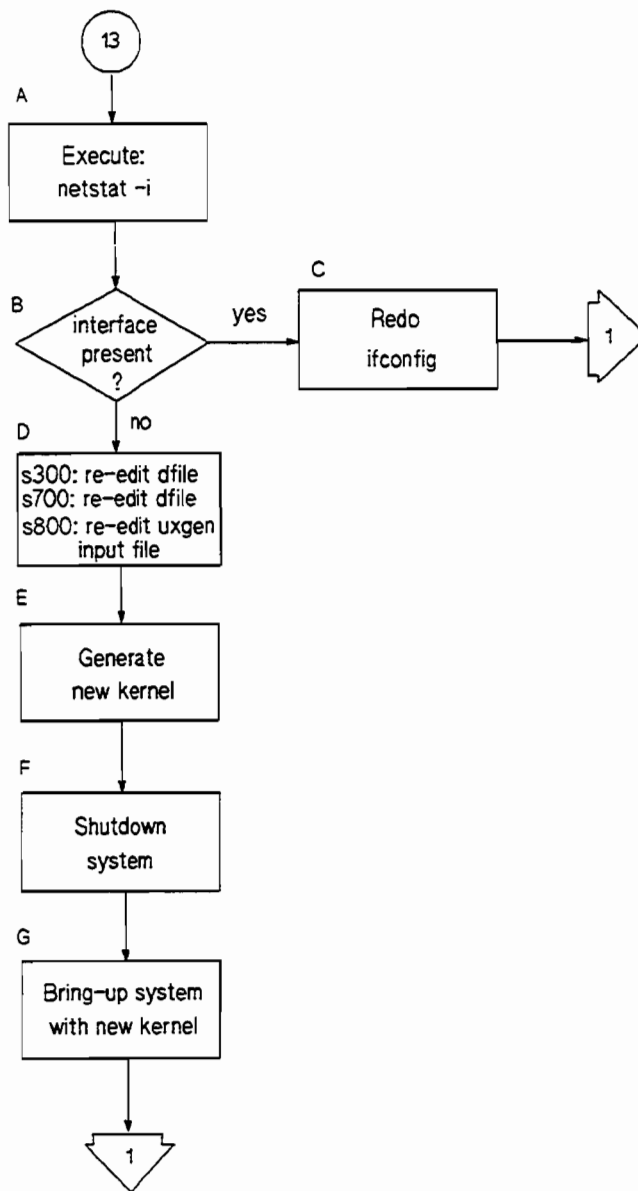 13
A
Execute:
netstat -i
B
interface
present
?
yes
C
Redo
ifconfig
1
no
D
s300: re-edit dfile
s700: re-edit dfile
s800: re-edit uxgen
input file
E
Generate
new kernel
F
Shutdown
system
G
Bring-up system
with new kernel
1